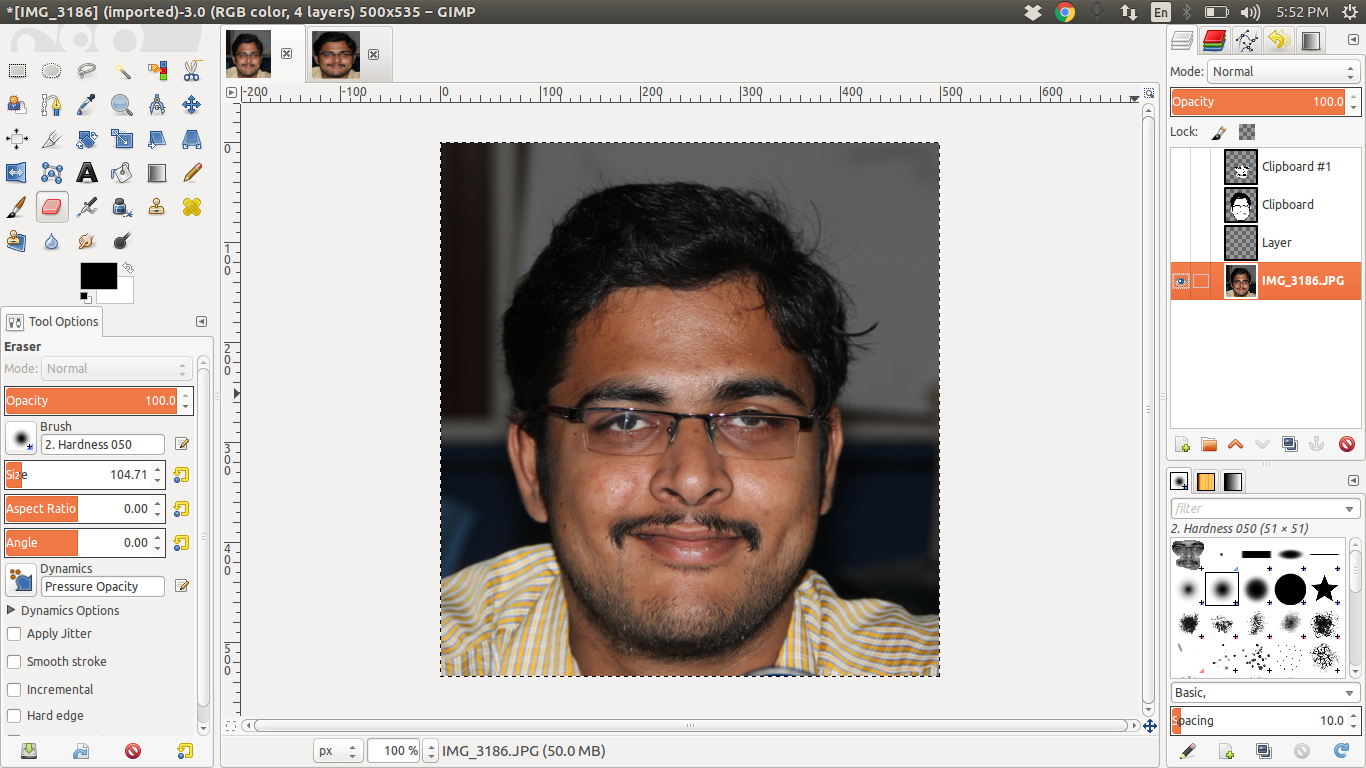 *[IMG_3186] (imported)-3.0 (RGB color, 4 layers) 500x535 – GIMP
En
5:52 PM
-200 -100 0 100 200 300 400 500 600
0
100
200
300
400
500
Tool Options
Eraser
Mode: Normal
Opacity 100.0
Brush
2. Hardness 050
Size 104.71
Aspect Ratio 0.00
Angle 0.00
Dynamics
Pressure Opacity
Dynamics Options
Apply Jitter
Smooth stroke
Incremental
Hard edge
px 100 % IMG_3186.JPG (50.0 MB)
Mode: Normal
Opacity 100.0
Lock:
Clipboard #1
Clipboard
Layer
IMG_3186.JPG
filter
2. Hardness 050 (51 × 51)
Basic,
Spacing 10.0